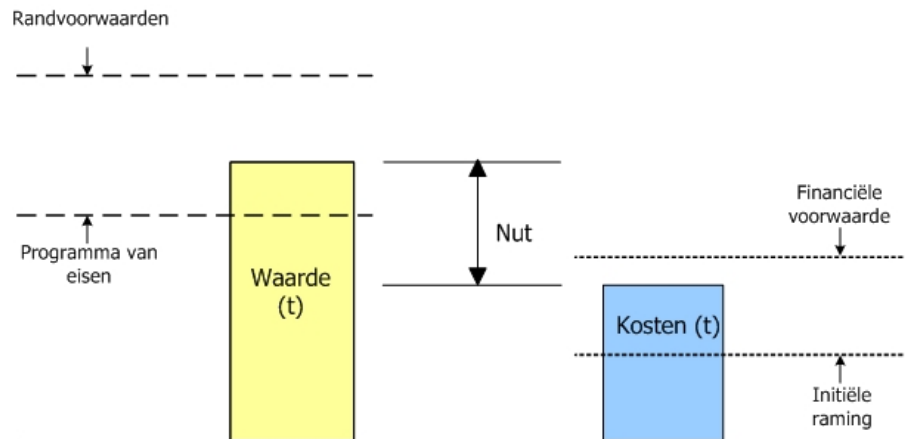 Randvoorwaarden
Programma van
eisen
Waarde
(t)
Nut
Kosten (t)
Financiële
voorwaarde
Initiële
raming